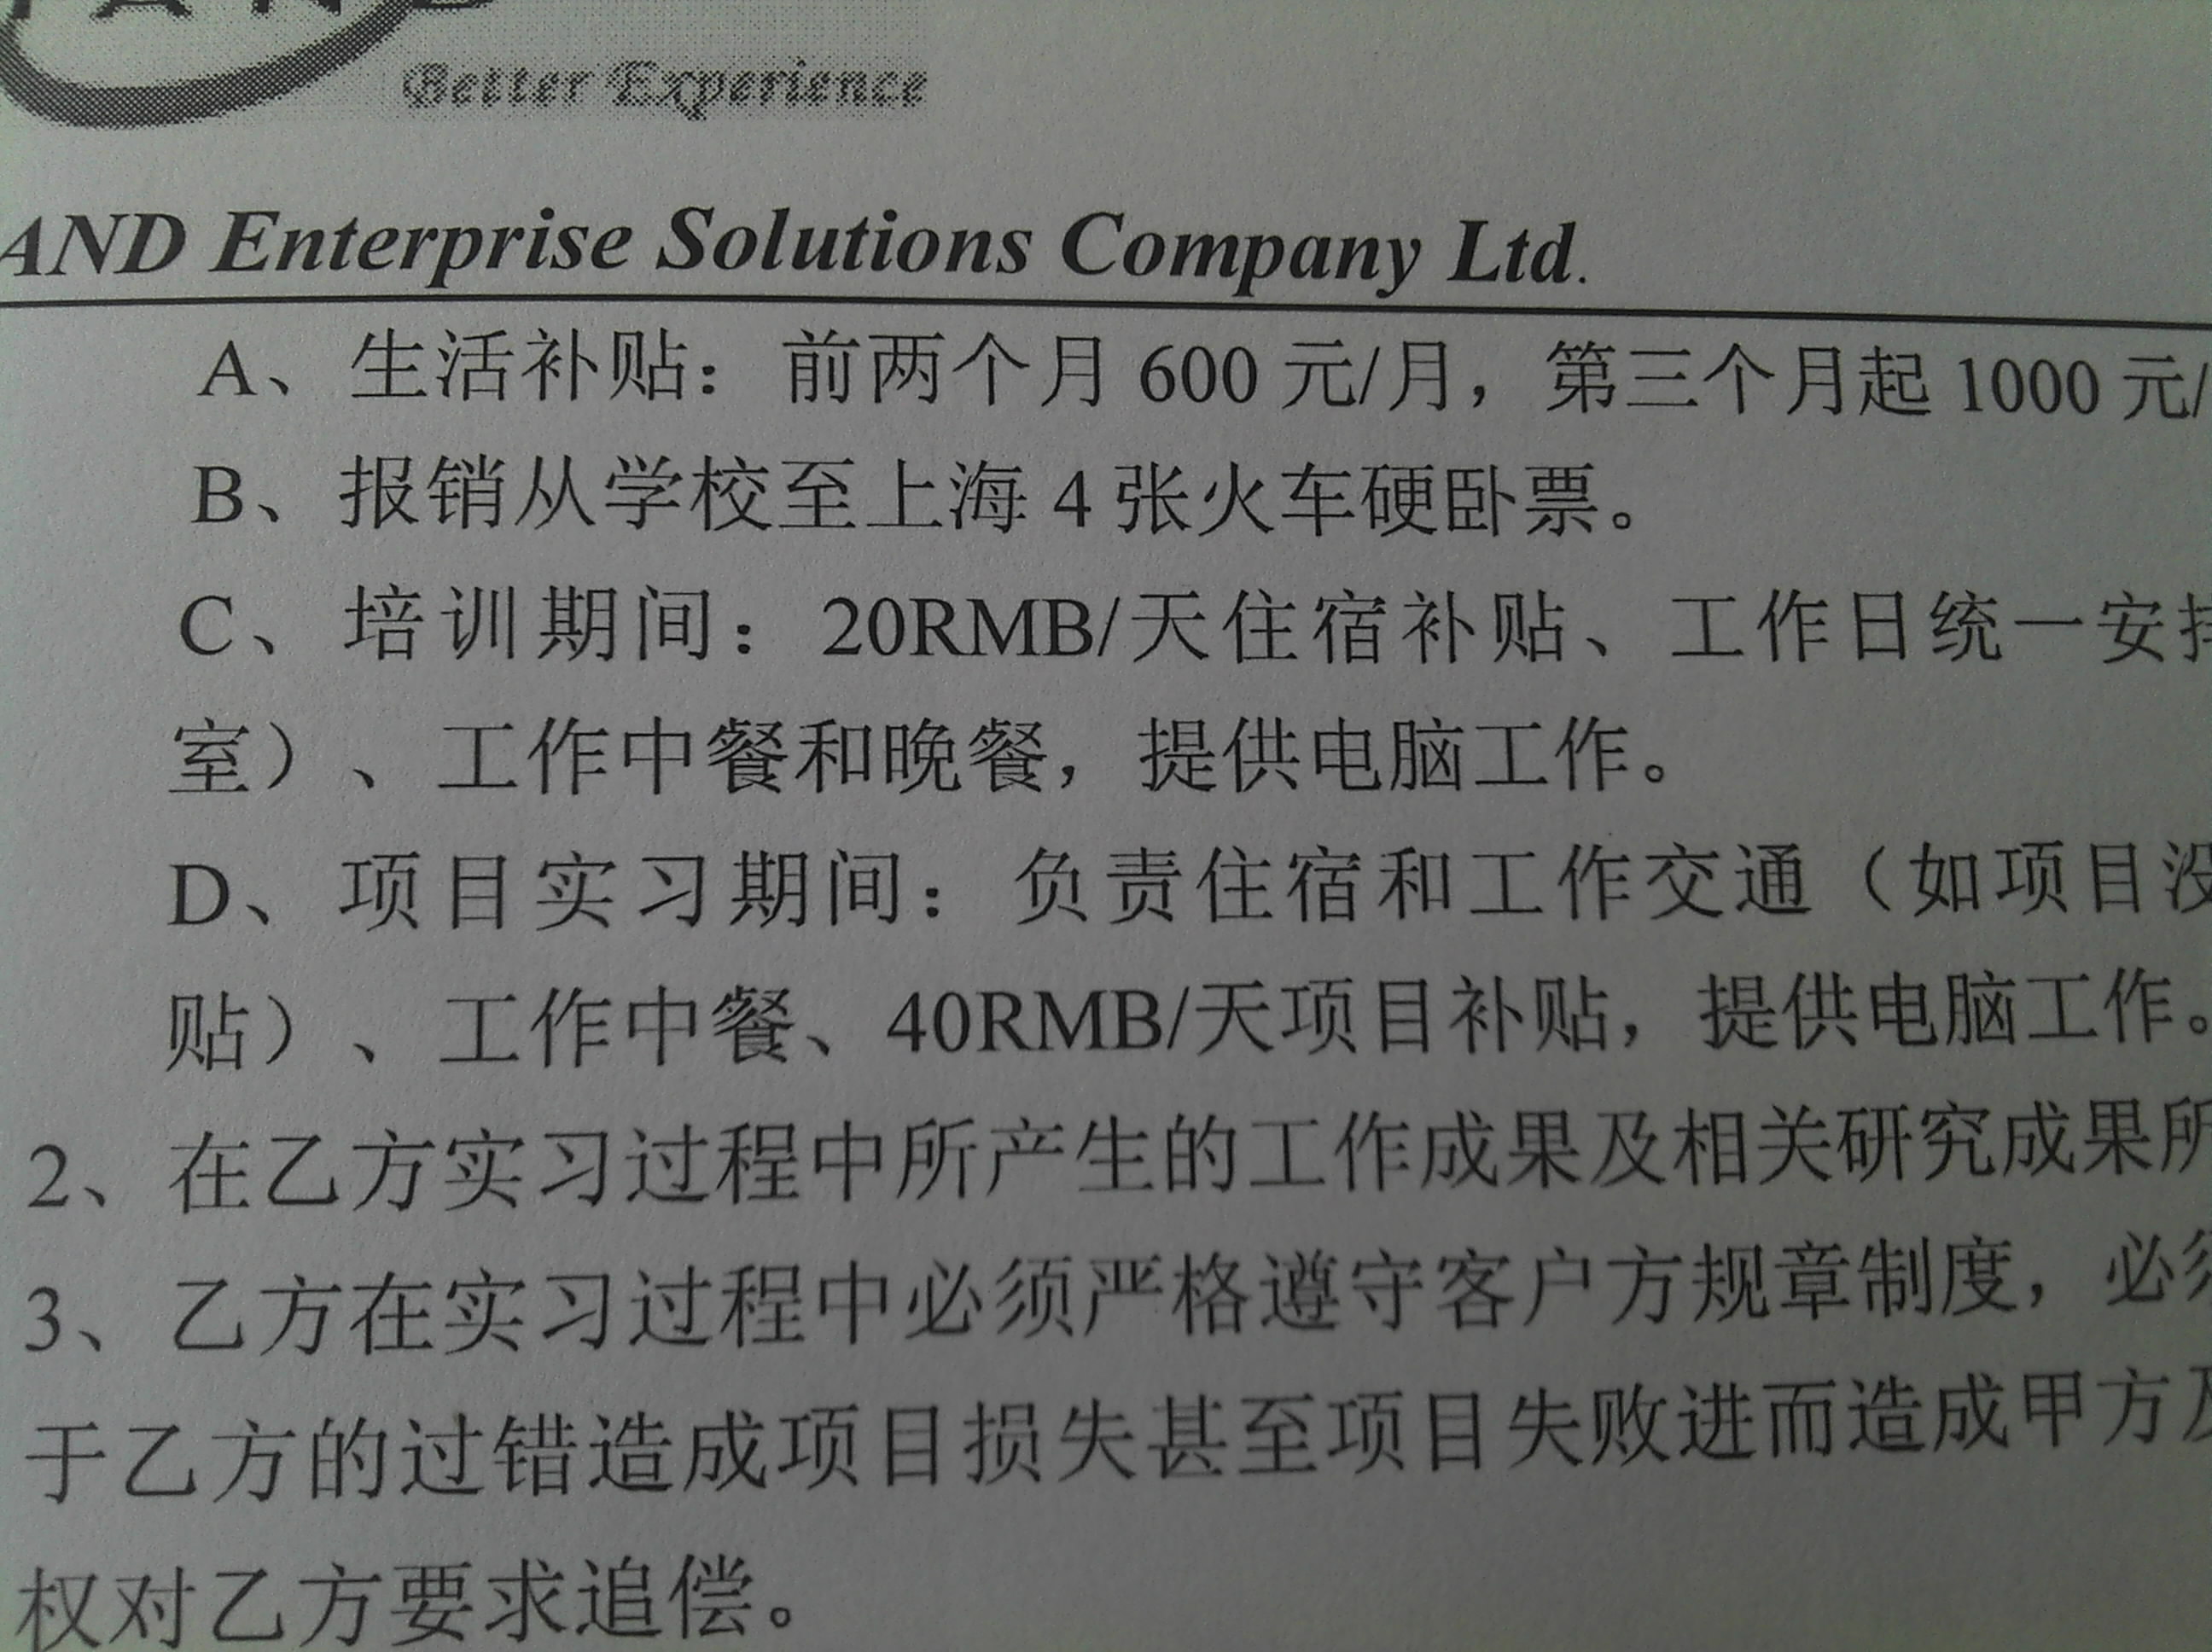 Better Experience
AND Enterprise Solutions Company Ltd.
A、生活补贴：前两个月 600 元/月，第三个月起 1000 元/
B、报销从学校至上海 4 张火车硬卧票。
C、培训期间：20RMB/天住宿补贴、工作日统一安排
室）、工作中餐和晚餐，提供电脑工作。
D、项目实习期间：负责住宿和工作交通（如项目没
贴）、工作中餐、40RMB/天项目补贴，提供电脑工作。
2、在乙方实习过程中所产生的工作成果及相关研究成果所
3、乙方在实习过程中必须严格遵守客户方规章制度，必须
于乙方的过错造成项目损失甚至项目失败进而造成甲方及
权对乙方要求追偿。